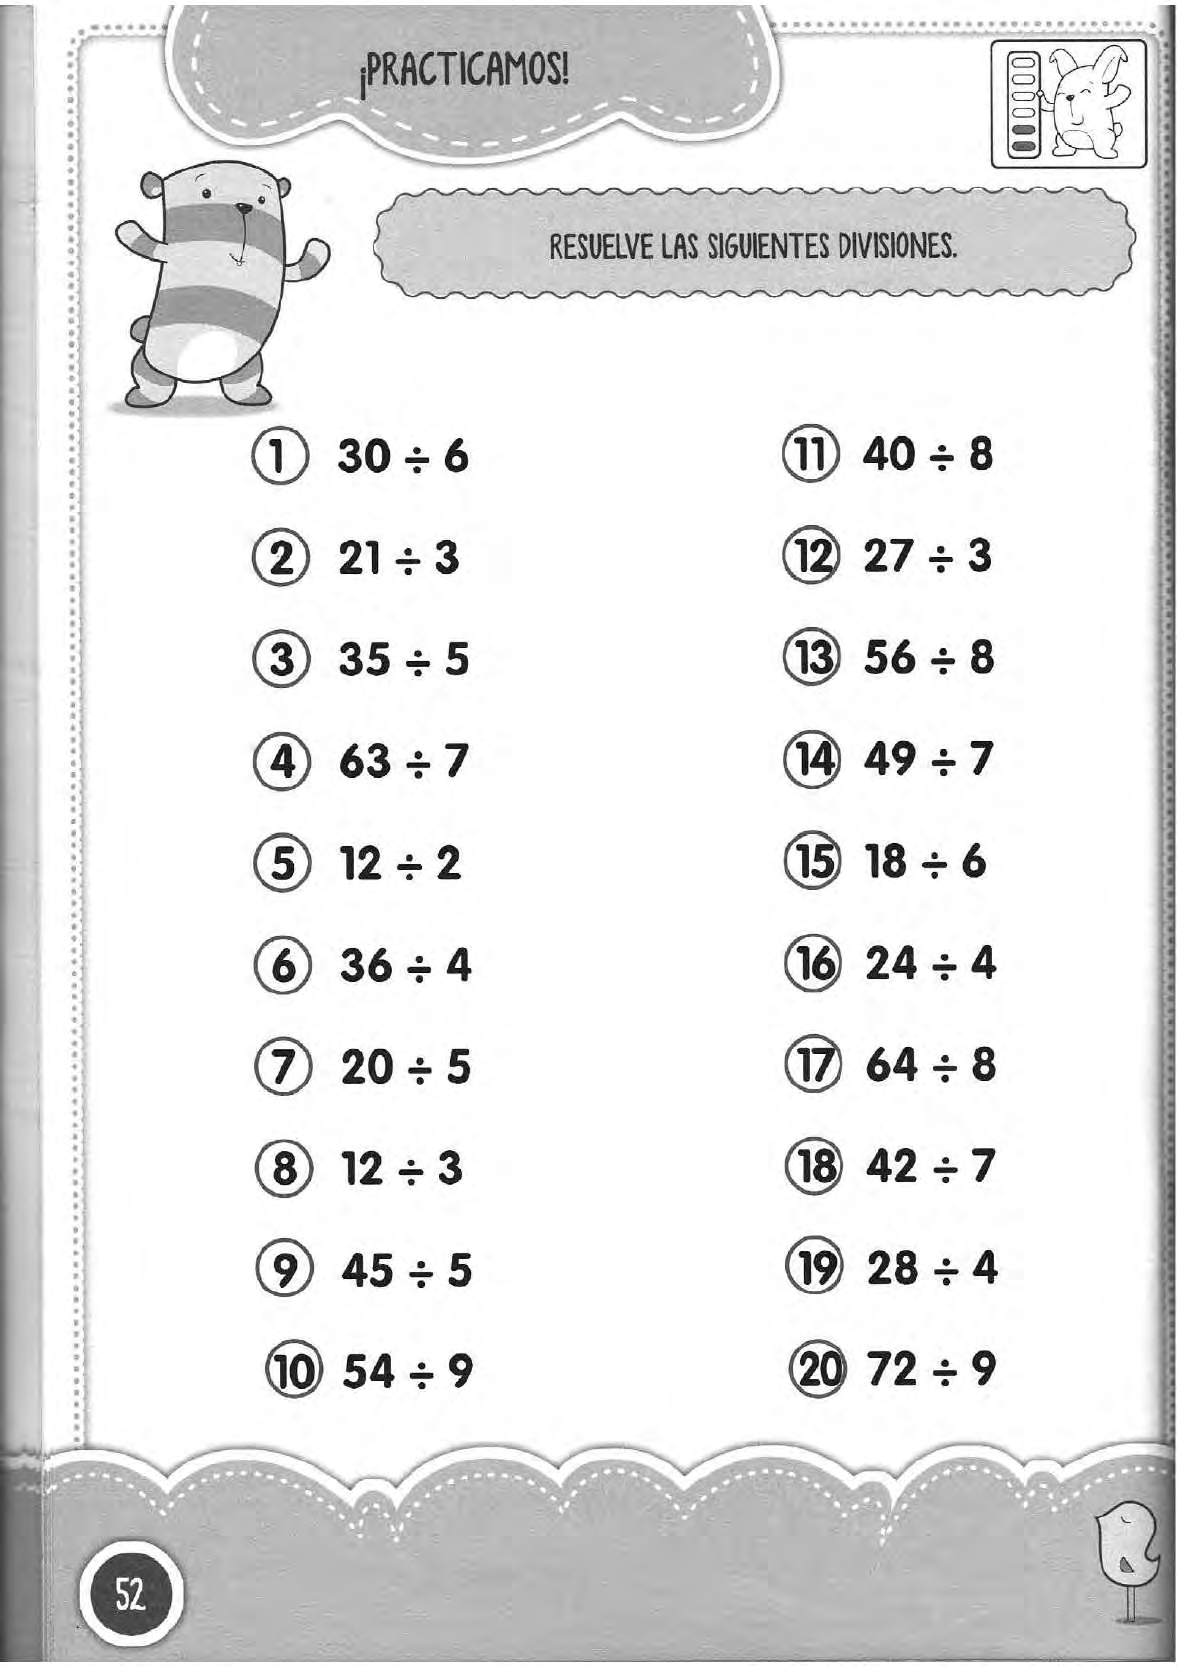 ¡PRACTICAMOS!
RESUELVE LAS SIGUIENTES DIVISIONES.
1 30 ÷ 6
2 21 ÷ 3
3 35 ÷ 5
4 63 ÷ 7
5 12 ÷ 2
6 36 ÷ 4
7 20 ÷ 5
8 12 ÷ 3
9 45 ÷ 5
10 54 ÷ 9
11 40 ÷ 8
12 27 ÷ 3
13 56 ÷ 8
14 49 ÷ 7
15 18 ÷ 6
16 24 ÷ 4
17 64 ÷ 8
18 42 ÷ 7
19 28 ÷ 4
20 72 ÷ 9
52